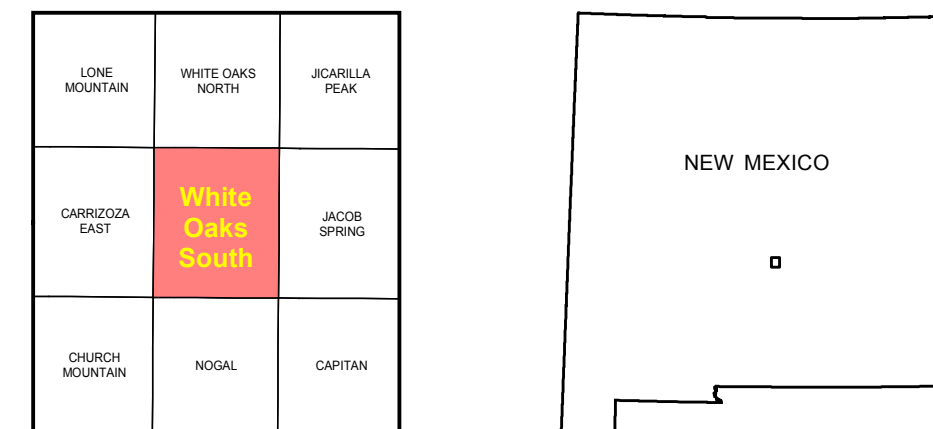 LONE
MOUNTAIN
WHITE OAKS
NORTH
JICARILLA
PEAK
CARRIZOZA
EAST
White
Oaks
South
JACOB
SPRING
CHURCH
MOUNTAIN
NOGAL
CAPITAN
NEW MEXICO